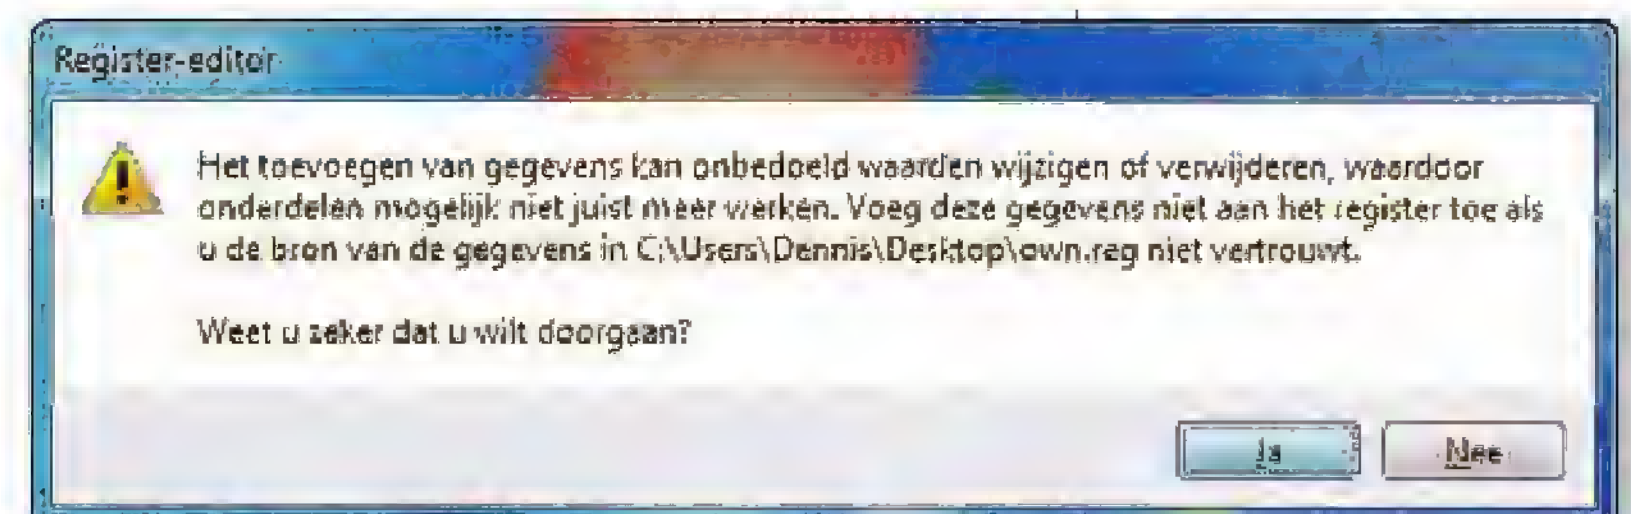 Register-editor
Het toevoegen van gegevens kan onbedoeld waarden wijzigen of verwijderen, waardoor
onderdelen mogelijk niet juist meer werken. Voeg deze gegevens niet aan het register toe als
u de bron van de gegevens in C:\Users\Dennis\Desktop\own.reg niet vertrouwt.
Weet u zeker dat u wilt doorgaan?
Ja Nee